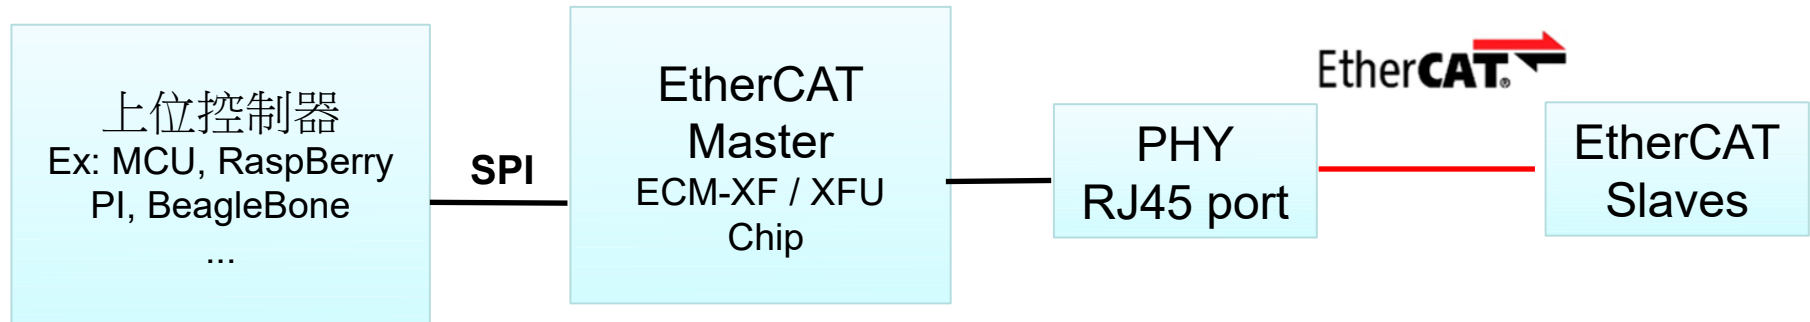 上位控制器
Ex: MCU, RaspBerry
PI, BeagleBone
...
SPI
EtherCAT
Master
ECM-XF / XFU
Chip
PHY
RJ45 port
EtherCAT®
EtherCAT
Slaves